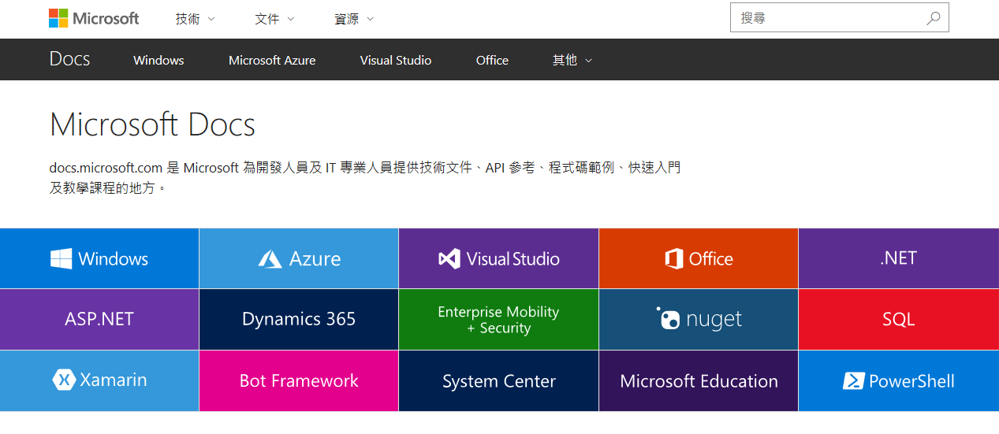 Microsoft 技術 文件 資源 搜尋
Docs Windows Microsoft Azure Visual Studio Office 其他
Microsoft Docs
docs.microsoft.com 是 Microsoft 為開發人員及 IT 專業人員提供技術文件、API 參考、程式碼範例、快速入門
及教學課程的地方。
Windows Azure Visual Studio Office .NET
ASP.NET Dynamics 365 Enterprise Mobility
+ Security nuget SQL
Xamarin Bot Framework System Center Microsoft Education PowerShell